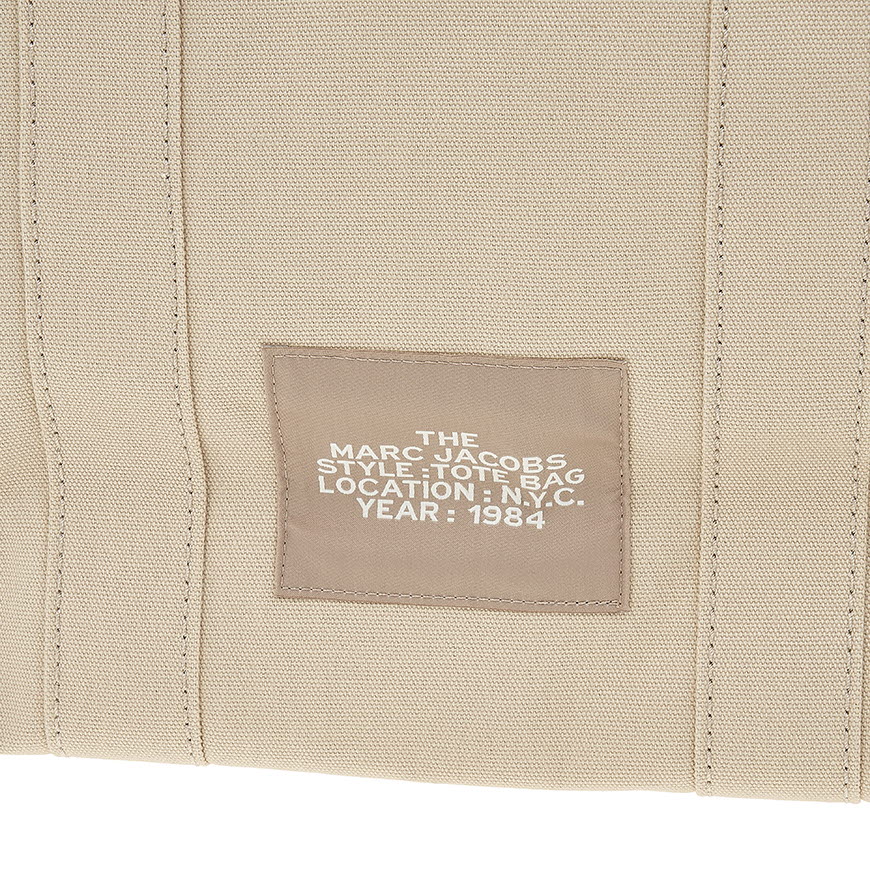 THE
MARC JACOBS
STYLE : TOTE BAG
LOCATION : N.Y.C.
YEAR : 1984